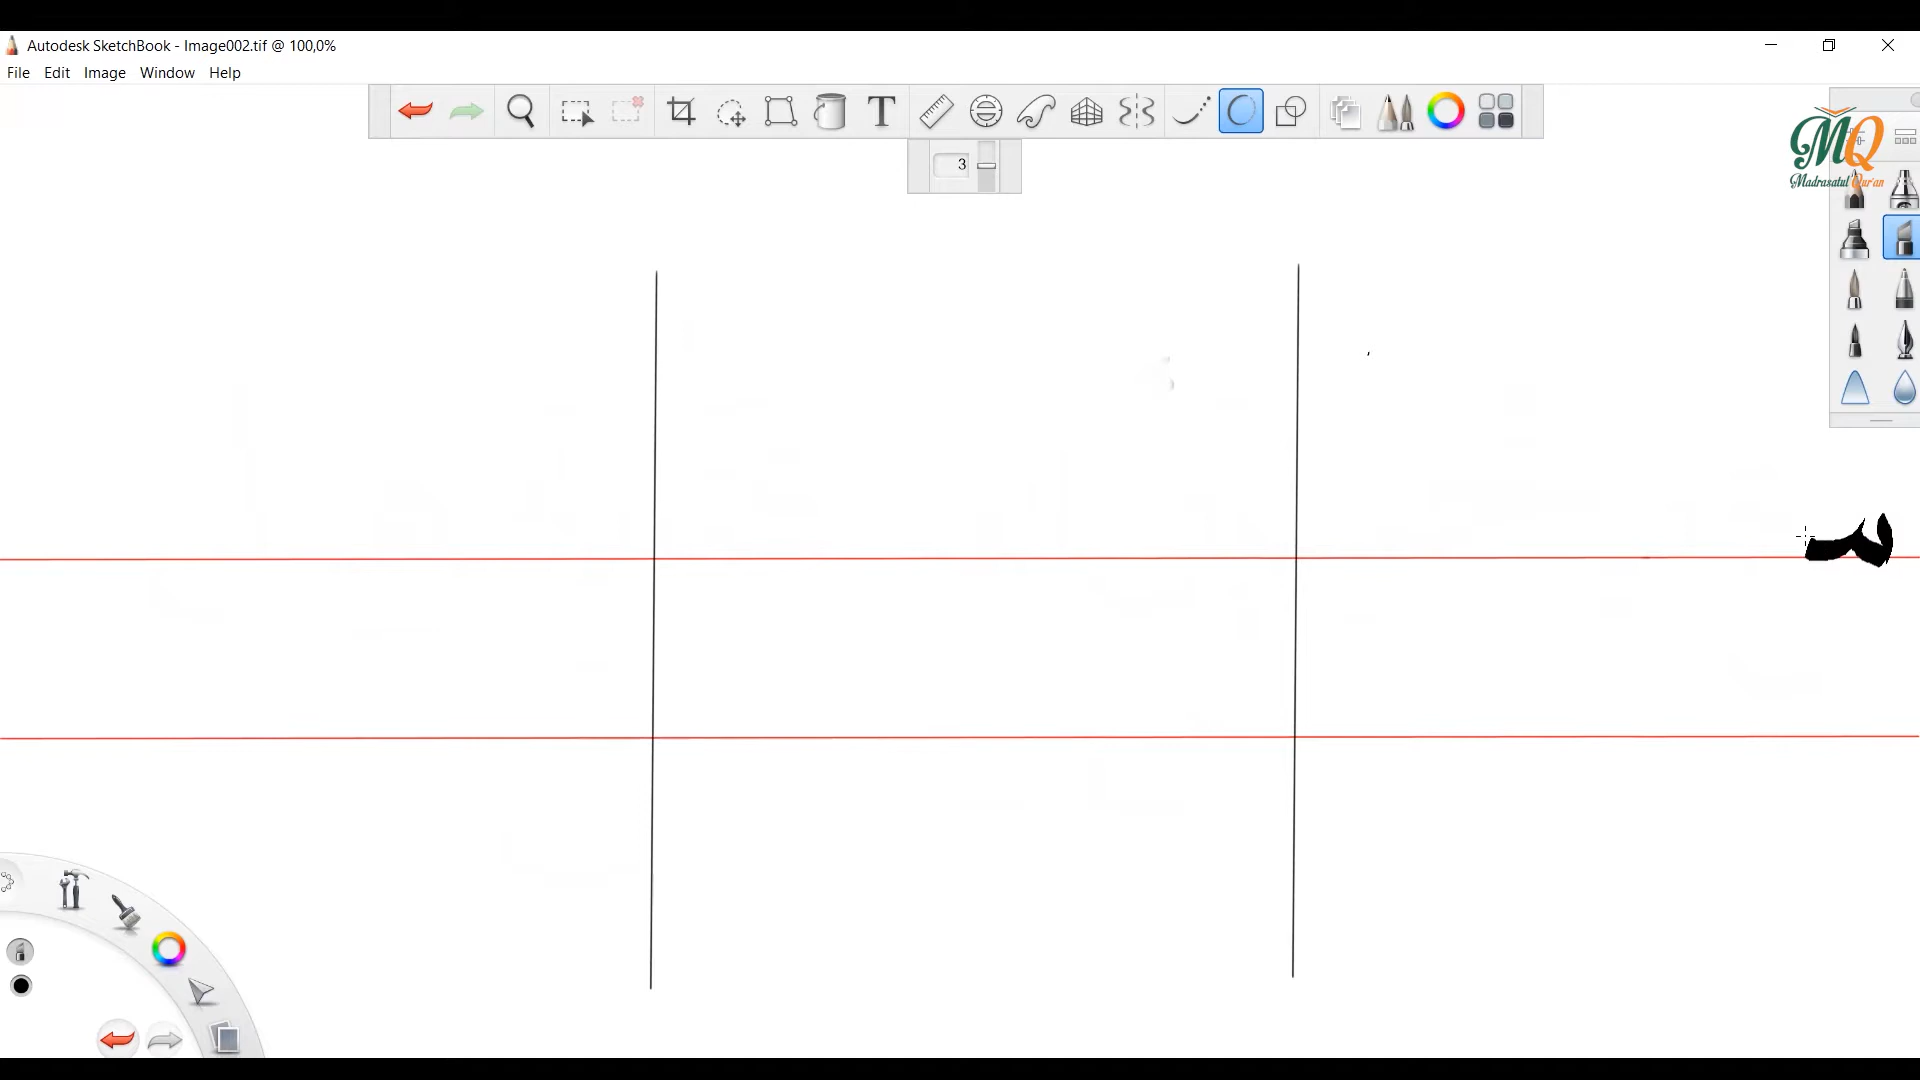 Autodesk SketchBook - Image002.tif @ 100,0%
File Edit Image Window Help
T
3
MQ
Madrasatul Qur'an